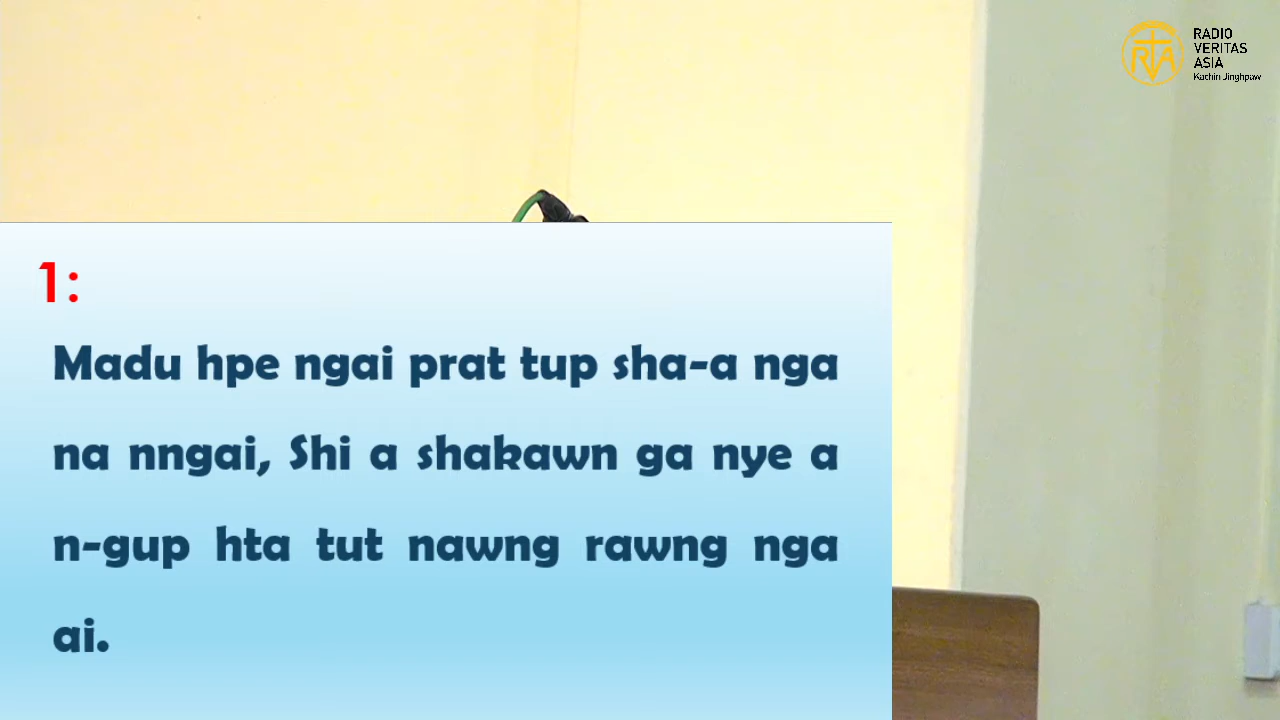 RADIO
VERITAS
ASIA
Kachin Jinghpaw
1:
Madu hpe ngai prat tup sha-a nga
na nngai, Shi a shakawn ga nye a
n-gup hta tut nawng rawng nga
ai.